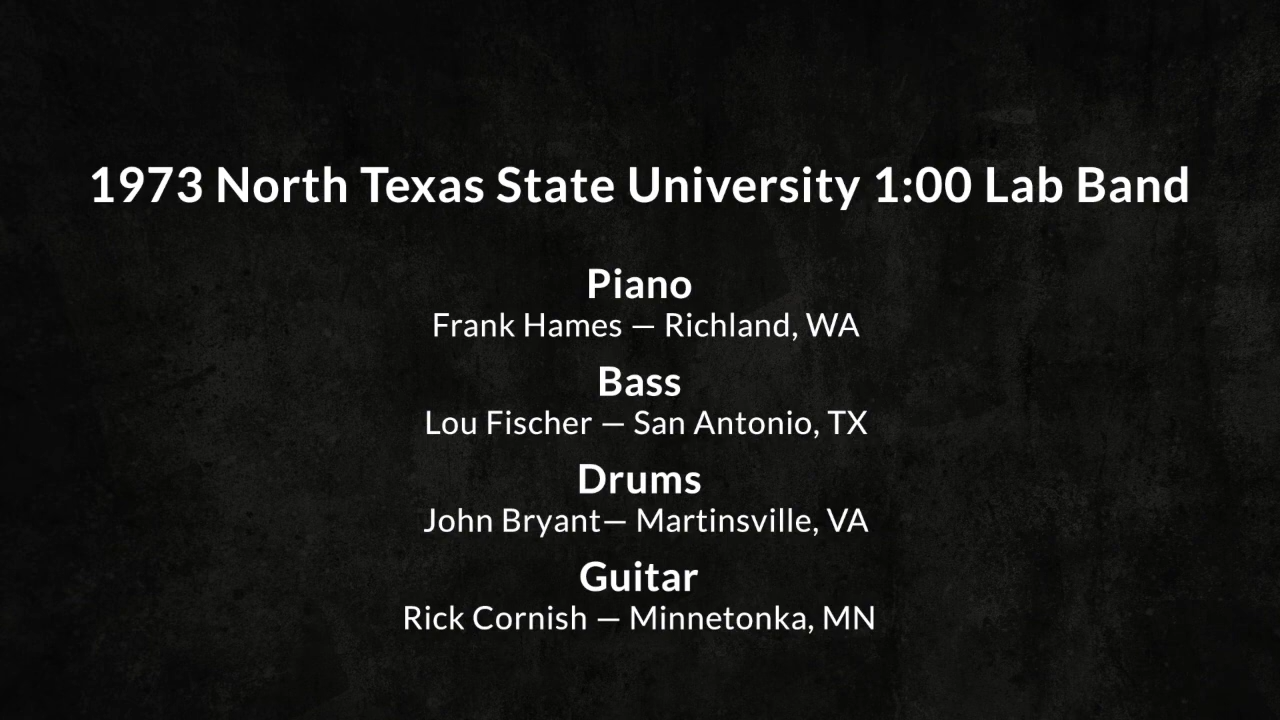 1973 North Texas State University 1:00 Lab Band
Piano
Frank Hames — Richland, WA
Bass
Lou Fischer — San Antonio, TX
Drums
John Bryant— Martinsville, VA
Guitar
Rick Cornish — Minnetonka, MN